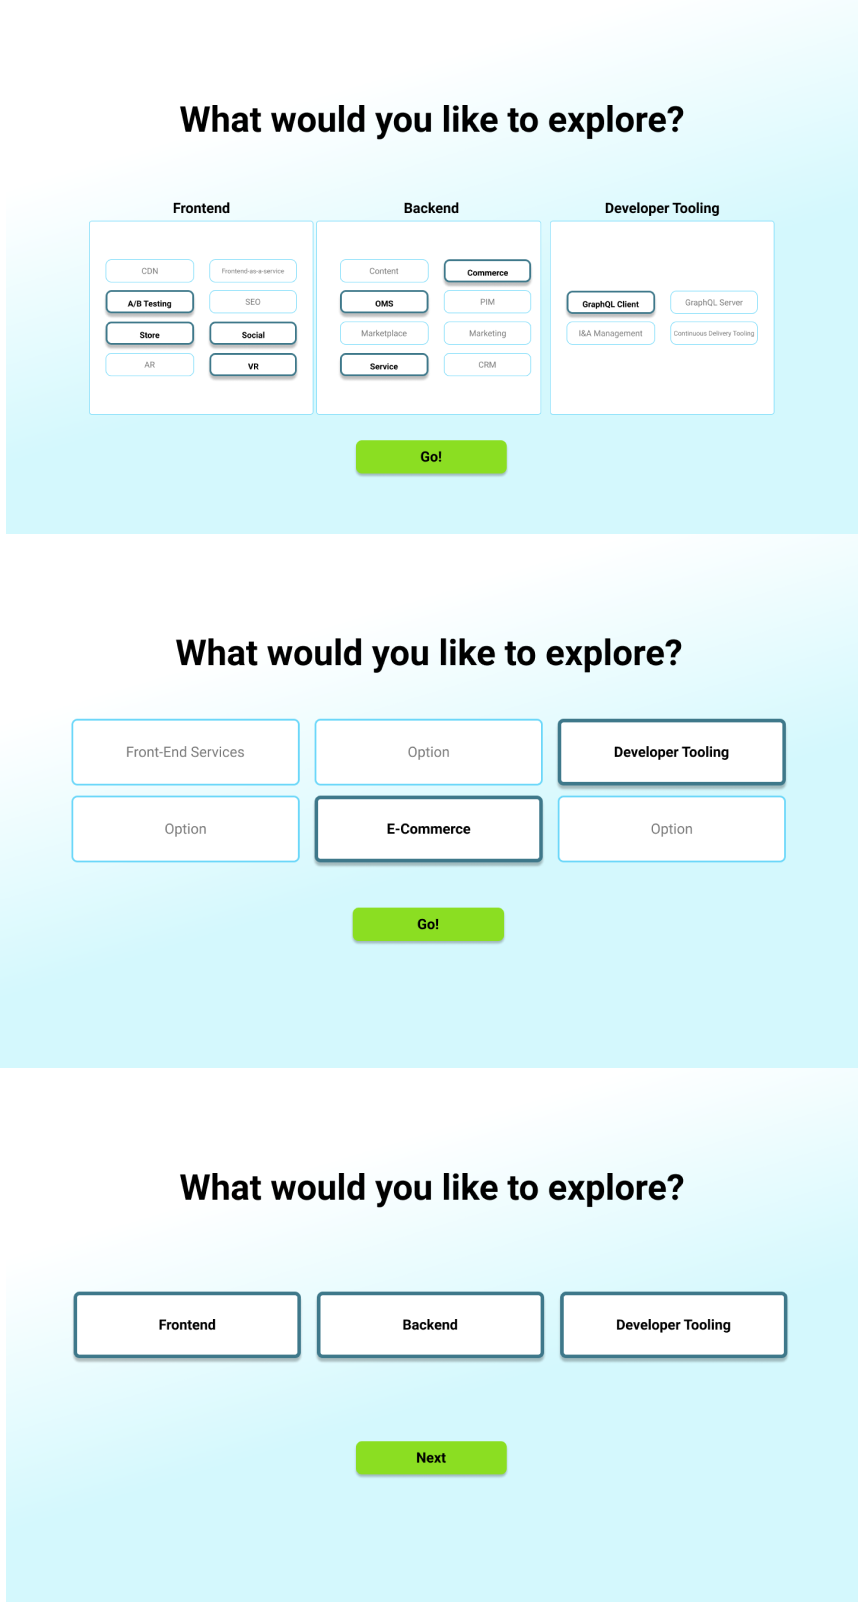 What would you like to explore?
Frontend
Backend
Developer Tooling
CDN
Frontend-as-a-service
A/B Testing
SEO
Store
Social
AR
VR
Content
Commerce
OMS
PIM
Marketplace
Marketing
Service
CRM
GraphQL Client
GraphQL Server
I&A Management
Continuous Delivery Tooling
Go!
What would you like to explore?
Front-End Services
Option
Developer Tooling
Option
E-Commerce
Option
Go!
What would you like to explore?
Frontend
Backend
Developer Tooling
Next